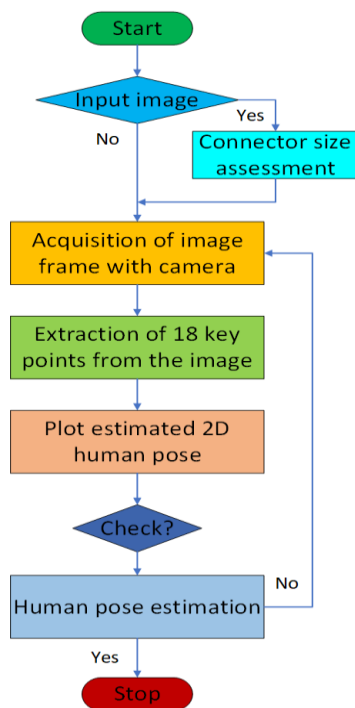 Start
Input image
Yes
No
Connector size
assessment
Acquisition of image
frame with camera
Extraction of 18 key
points from the image
Plot estimated 2D
human pose
Check?
No
Human pose estimation
Yes
Stop